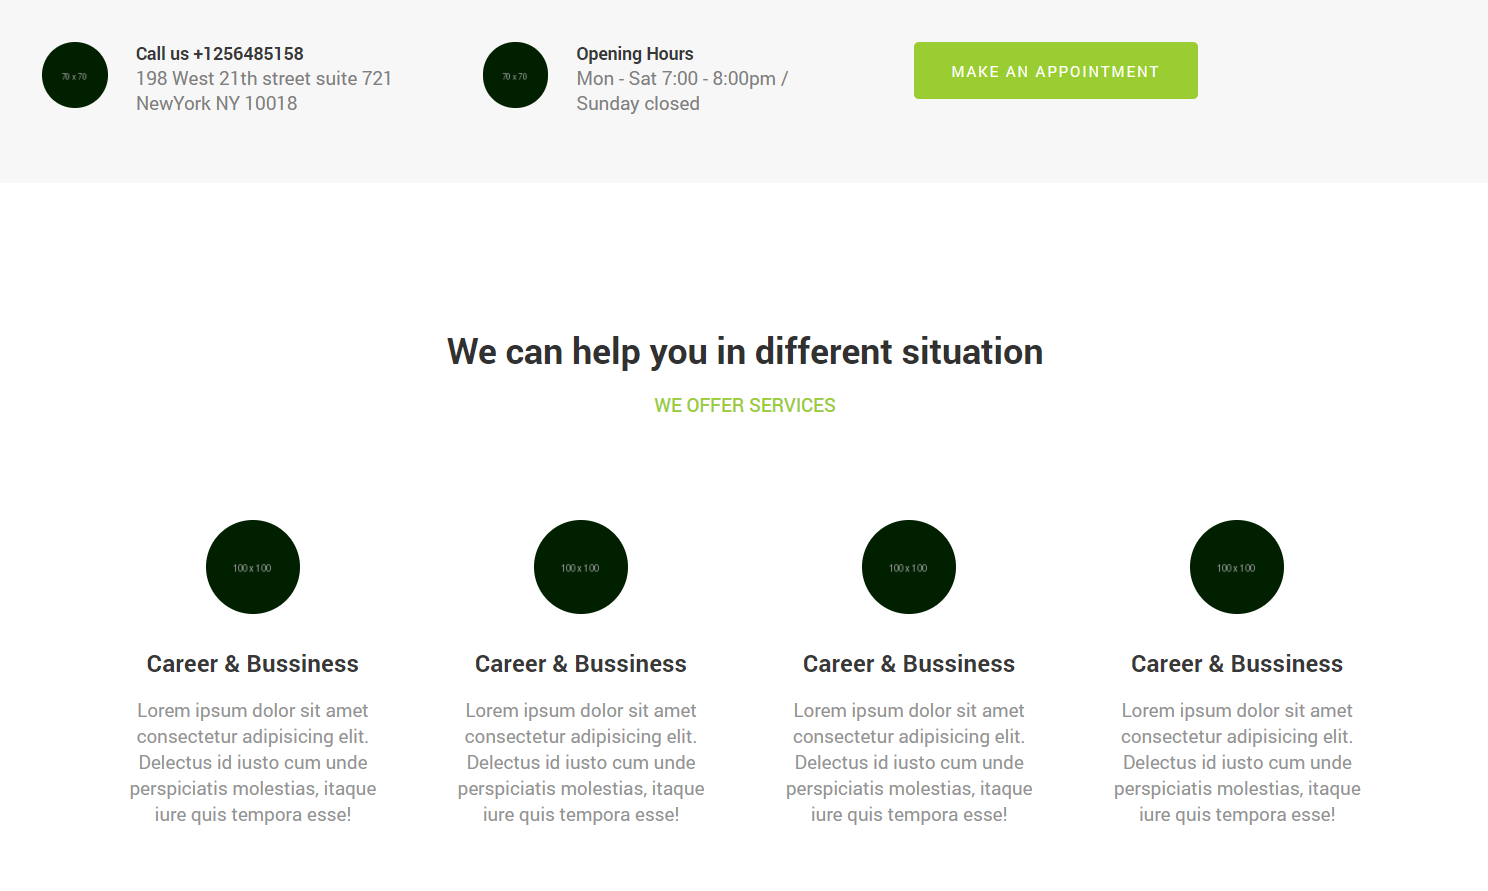 70 x 70
Call us +1256485158
198 West 21th street suite 721
NewYork NY 10018
70 x 70
Opening Hours
Mon - Sat 7:00 - 8:00pm /
Sunday closed
MAKE AN APPOINTMENT
We can help you in different situation
WE OFFER SERVICES
100 x 100
Career & Bussiness
Lorem ipsum dolor sit amet
consectetur adipisicing elit.
Delectus id iusto cum unde
perspiciatis molestias, itaque
iure quis tempora esse!
100 x 100
Career & Bussiness
Lorem ipsum dolor sit amet
consectetur adipisicing elit.
Delectus id iusto cum unde
perspiciatis molestias, itaque
iure quis tempora esse!
100 x 100
Career & Bussiness
Lorem ipsum dolor sit amet
consectetur adipisicing elit.
Delectus id iusto cum unde
perspiciatis molestias, itaque
iure quis tempora esse!
100 x 100
Career & Bussiness
Lorem ipsum dolor sit amet
consectetur adipisicing elit.
Delectus id iusto cum unde
perspiciatis molestias, itaque
iure quis tempora esse!